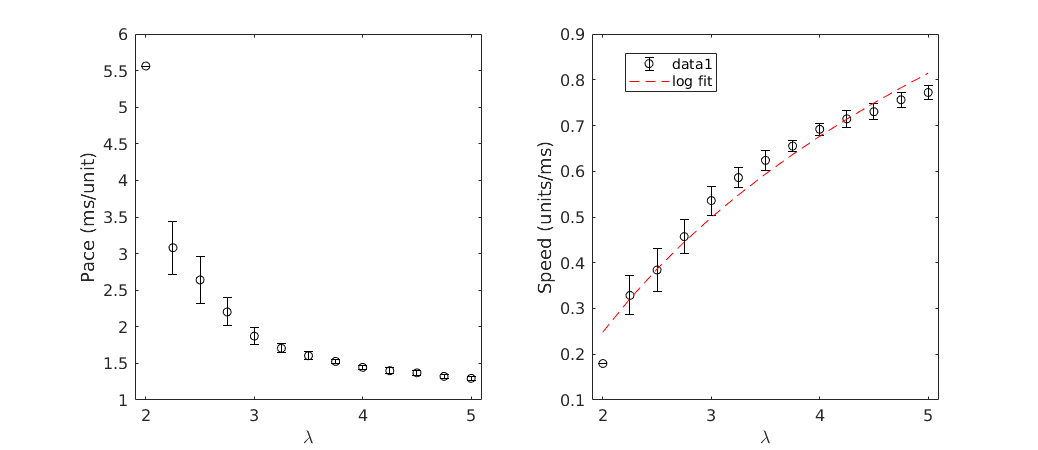 6
5.5
5
4.5
4
3.5
3
2.5
2
1.5
1
Pace (ms/unit)
2 3 4 5
λ
0.9
0.8
0.7
0.6
0.5
0.4
0.3
0.2
0.1
Speed (units/ms)
data1
log fit
2 3 4 5
λ